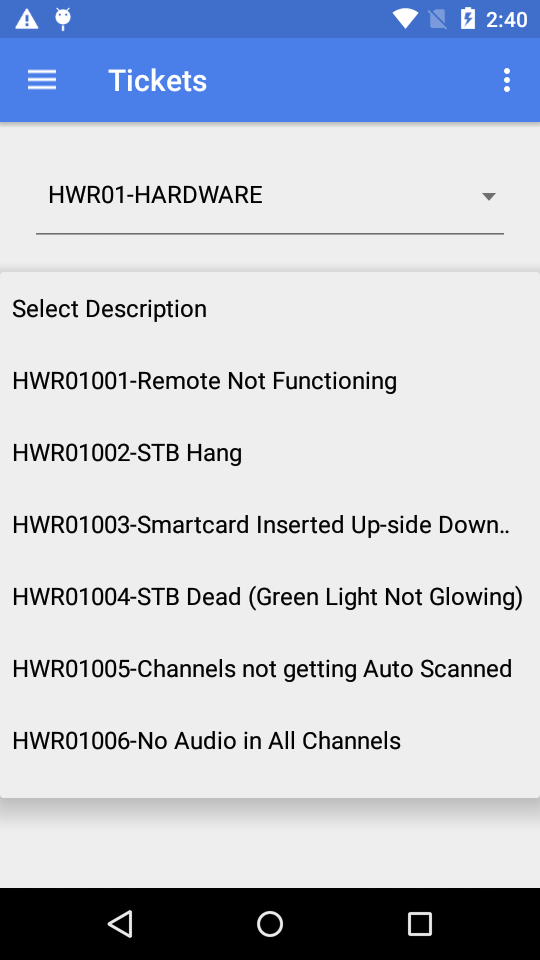 2:40
Tickets
HWR01-HARDWARE
Select Description
HWR01001-Remote Not Functioning
HWR01002-STB Hang
HWR01003-Smartcard Inserted Up-side Down..
HWR01004-STB Dead (Green Light Not Glowing)
HWR01005-Channels not getting Auto Scanned
HWR01006-No Audio in All Channels